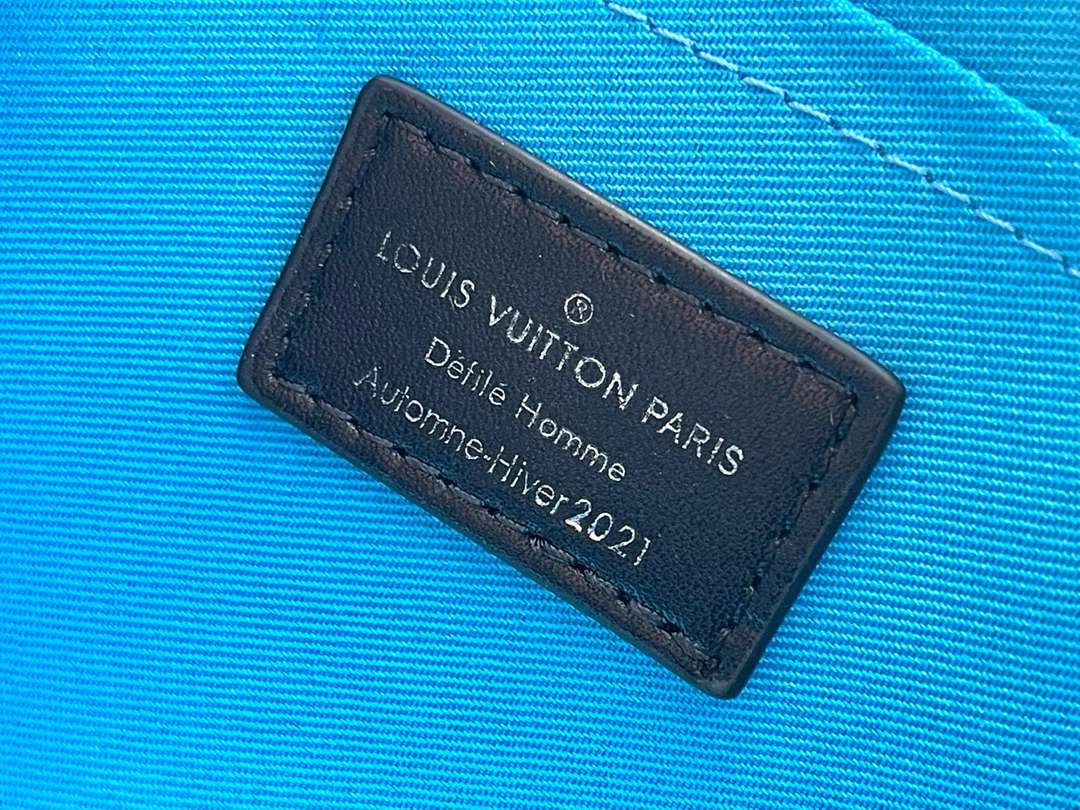 ®
LOUIS VUITTON PARIS
Défilé Homme
Automne-Hiver2021